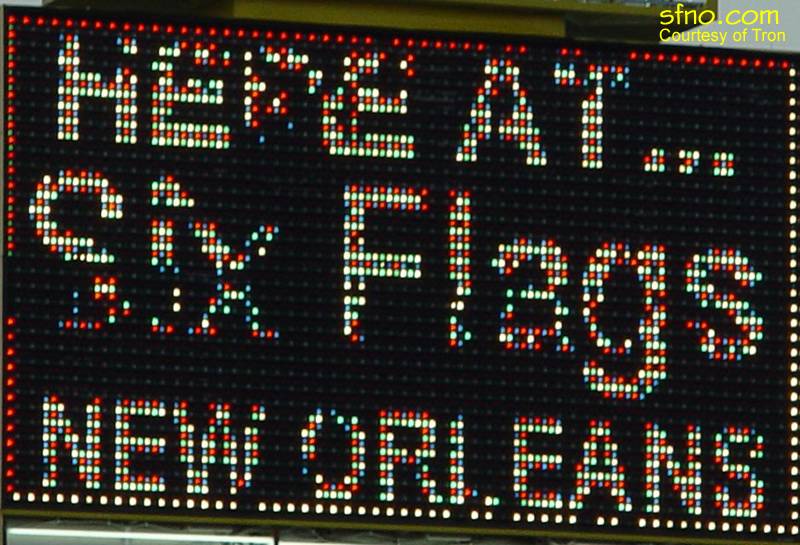 sfno.com
Courtesy of Tron
HERE AT...
Six Flags
NEW ORLEANS